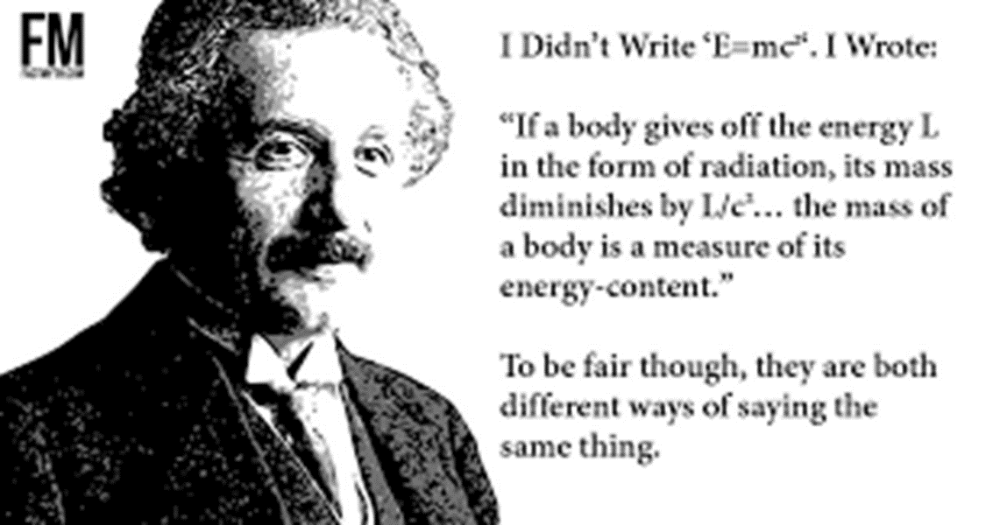 FM
I Didn't Write 'E=mc²'. I Wrote:
"If a body gives off the energy L
in the form of radiation, its mass
diminishes by L/c²... the mass of
a body is a measure of its
energy-content."
To be fair though, they are both
different ways of saying the
same thing.